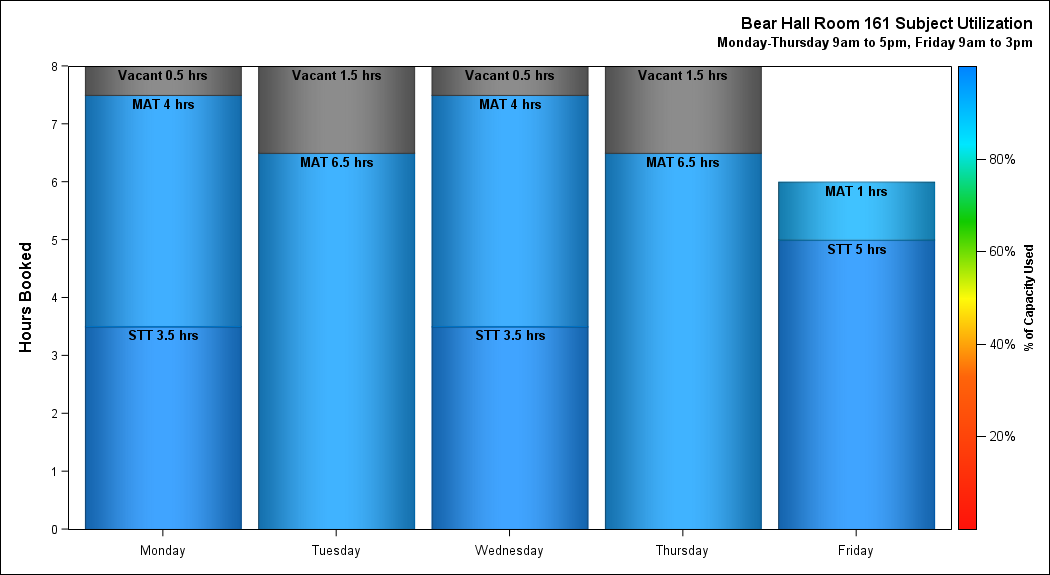 Bear Hall Room 161 Subject Utilization
Monday-Thursday 9am to 5pm, Friday 9am to 3pm
Hours Booked
8
7
6
5
4
3
2
1
0
Vacant 0.5 hrs
MAT 4 hrs
STT 3.5 hrs
Vacant 1.5 hrs
MAT 6.5 hrs
Vacant 0.5 hrs
MAT 4 hrs
STT 3.5 hrs
Vacant 1.5 hrs
MAT 6.5 hrs
MAT 1 hrs
STT 5 hrs
Monday
Tuesday
Wednesday
Thursday
Friday
80%
60%
40%
20%
% of Capacity Used